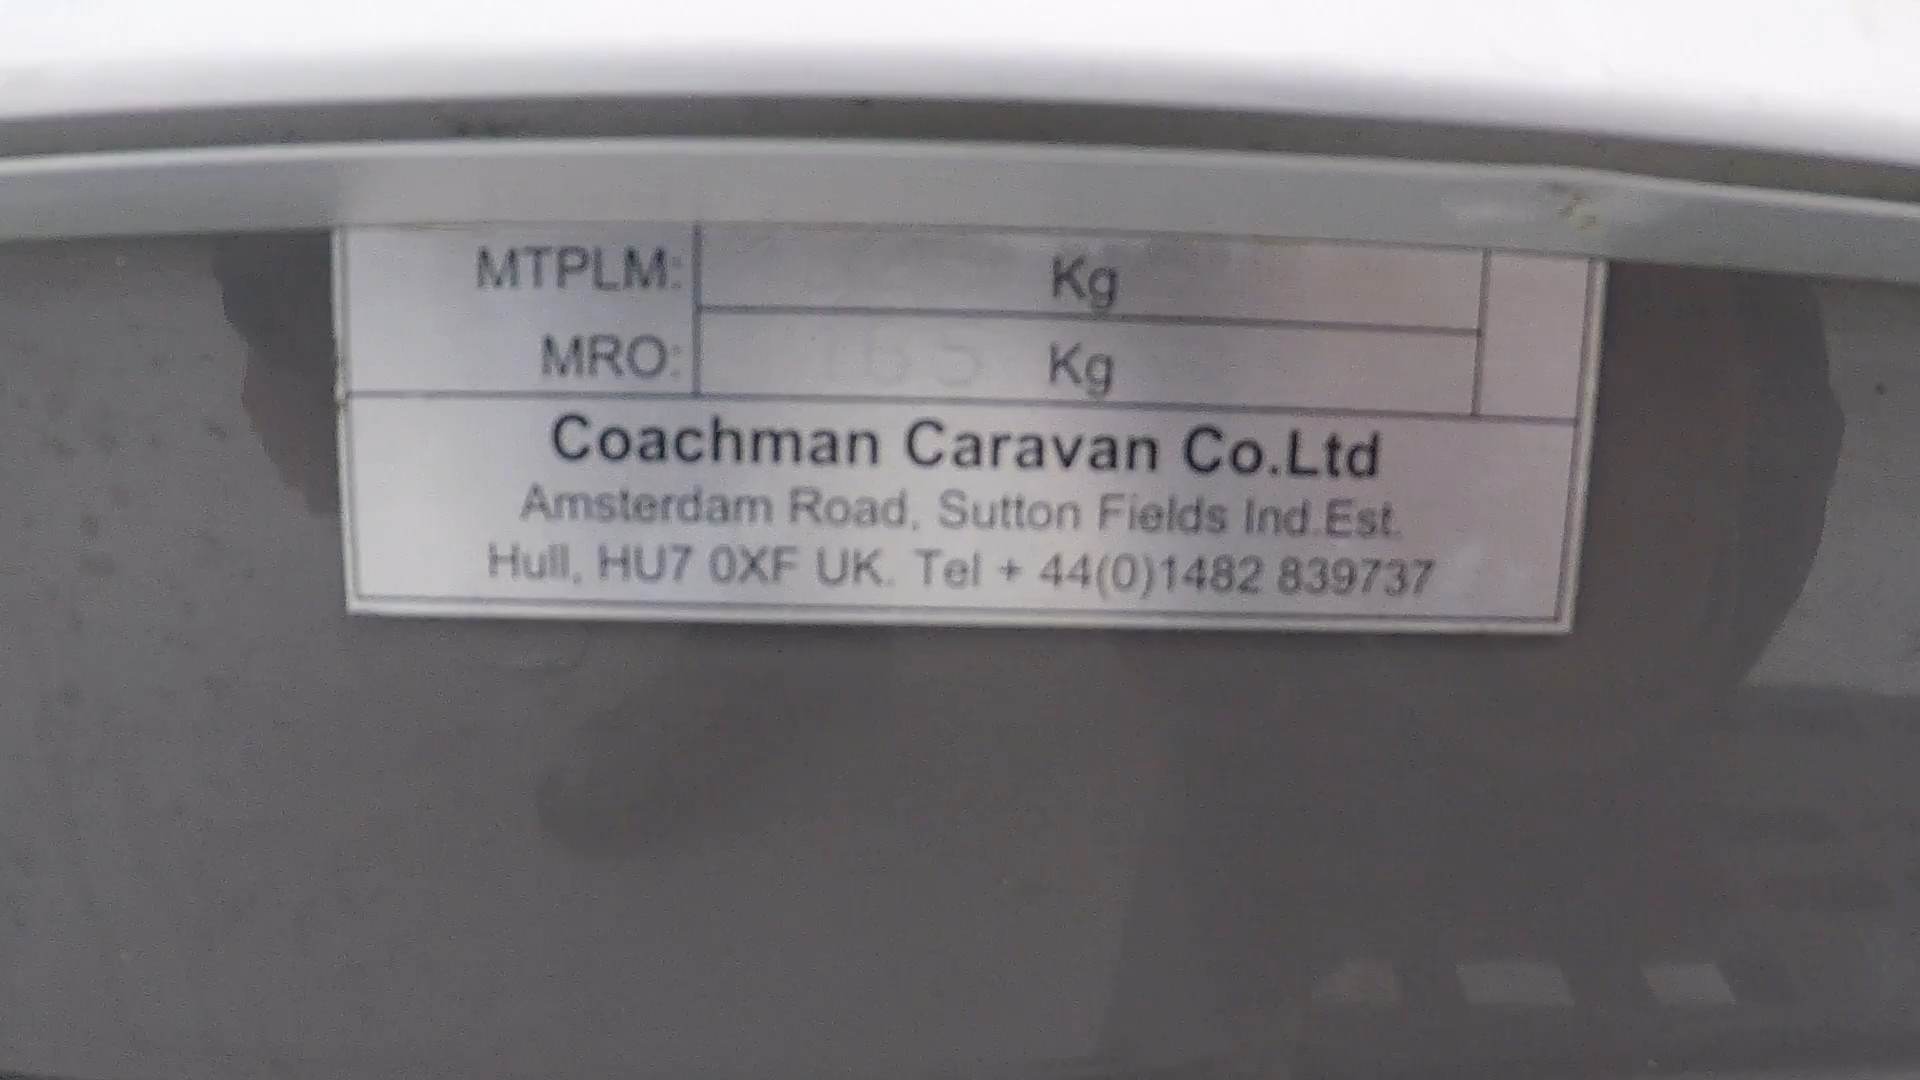 MTPLM: Kg
MRO: Kg
Coachman Caravan Co.Ltd
Amsterdam Road, Sutton Fields Ind.Est.
Hull, HU7 0XF UK. Tel + 44(0)1482 839737